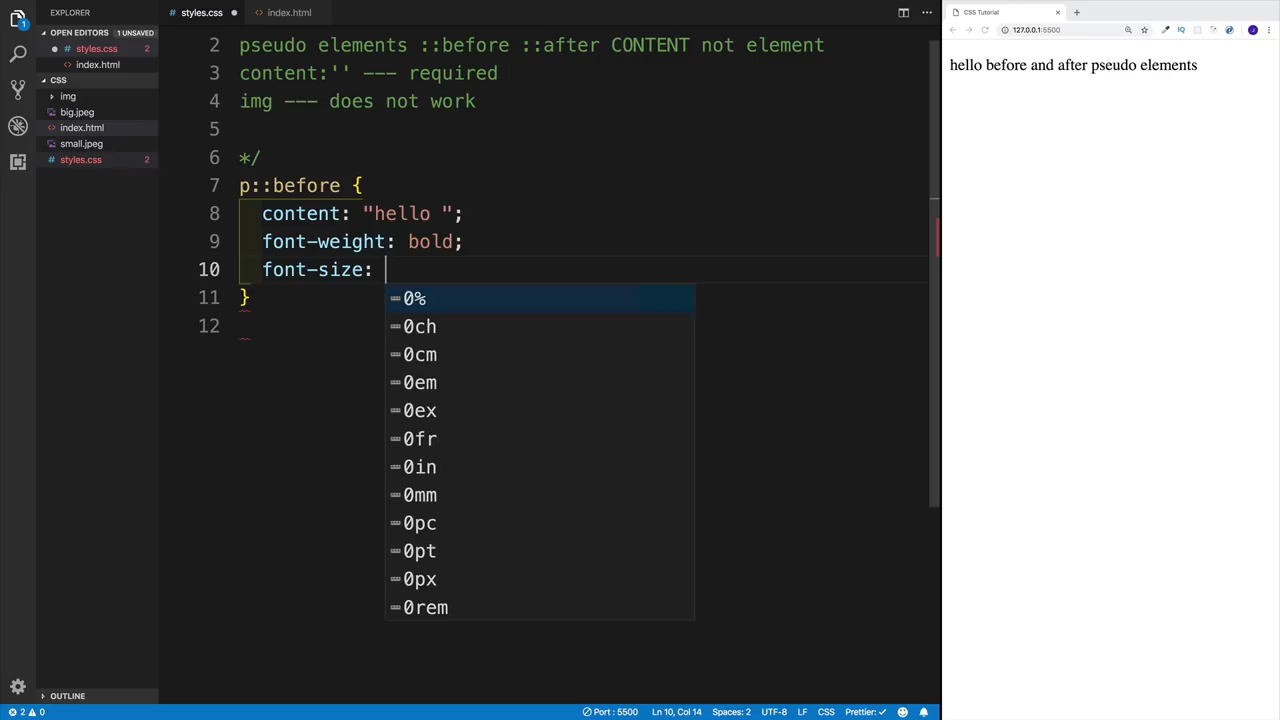 EXPLORER
OPEN EDITORS 1 UNSAVED
# styles.css 2
<> index.html
CSS
img
big.jpeg
<> index.html
small.jpeg
# styles.css 2
OUTLINE
1
# styles.css
<> index.html
2 pseudo elements ::before ::after CONTENT not element
3 content:'' --- required
4 img --- does not work
5
6 */
7 p::before {
8 content: "hello ";
9 font-weight: bold;
10 font-size:
11 }
12
0%
0ch
0cm
0em
0ex
0fr
0in
0mm
0pc
0pt
0px
0rem
CSS Tutorial
127.0.0.1:5500
IQ
J
hello before and after pseudo elements
2 0
Port : 5500
Ln 10, Col 14
Spaces: 2
UTF-8
LF
CSS
Prettier: ✓